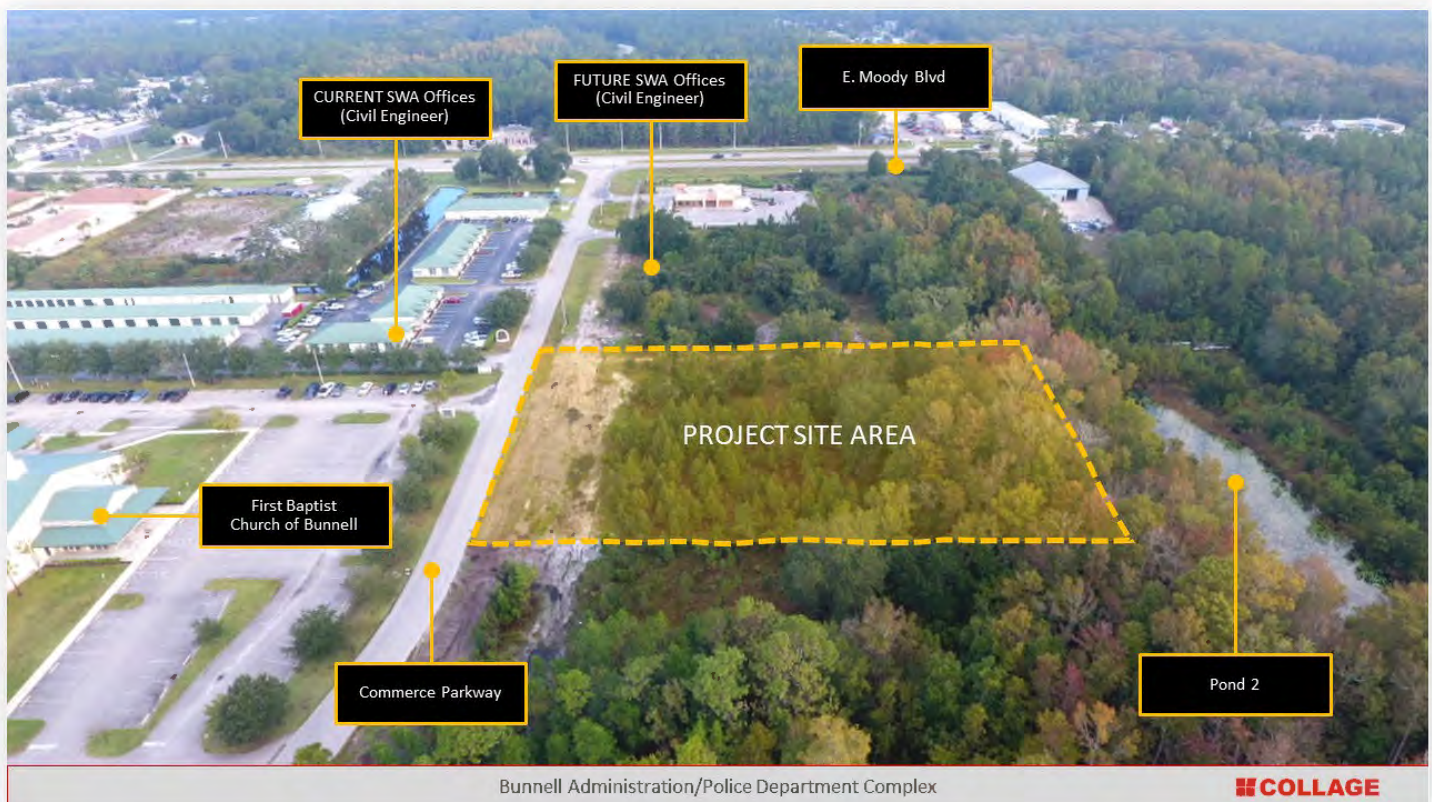 CURRENT SWA Offices
(Civil Engineer)
FUTURE SWA Offices
(Civil Engineer)
E. Moody Blvd
PROJECT SITE AREA
First Baptist
Church of Bunnell
Commerce Parkway
Pond 2
Bunnell Administration/Police Department Complex
COLLAGE